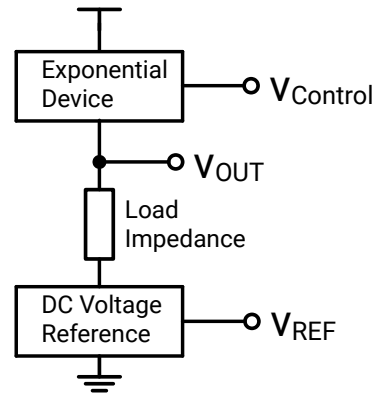 Exponential
Device
VControl
VOUT
Load
Impedance
DC Voltage
Reference
VREF